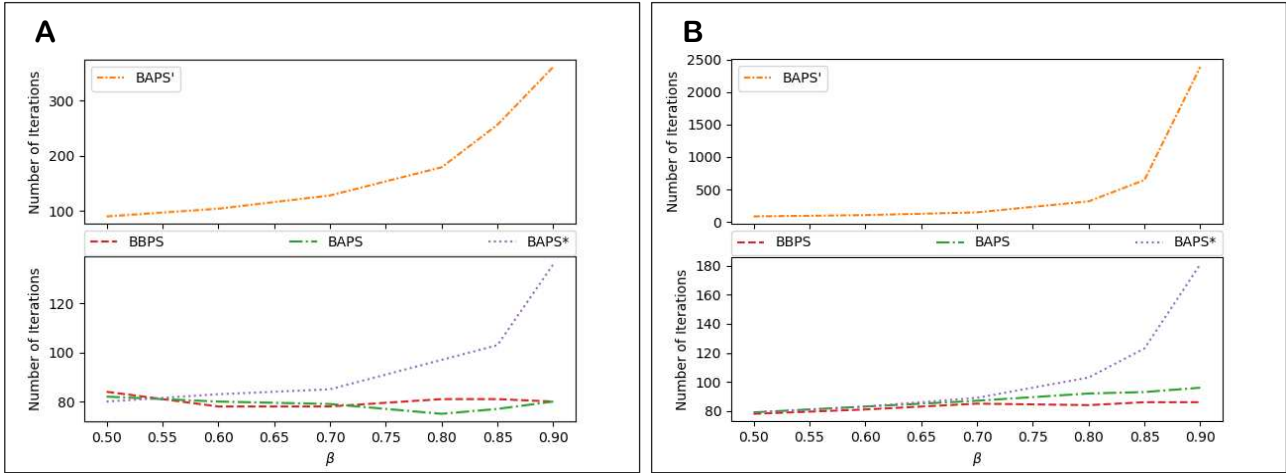 A
BAPS'
Number of Iterations
300
200
100
BBPS BAPS BAPS*
Number of Iterations
120
100
80
0.50 0.55 0.60 0.65 0.70 0.75 0.80 0.85 0.90
β
B
BAPS'
Number of Iterations
2500
2000
1500
1000
500
0
BBPS BAPS BAPS*
Number of Iterations
180
160
140
120
100
80
0.50 0.55 0.60 0.65 0.70 0.75 0.80 0.85 0.90
β